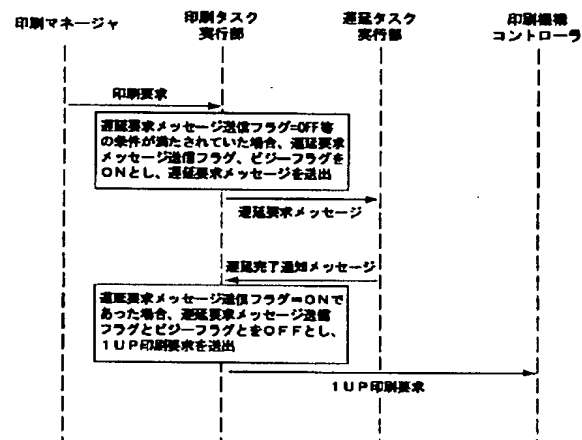 印刷マネージャ
印刷タスク
実行部
遅延タスク
実行部
印刷機構
コントローラ
印刷要求
遅延要求メッセージ送信フラグ=OFF等
の条件が満たされていた場合、遅延要求
メッセージ送信フラグ、ビジーフラグを
ONとし、遅延要求メッセージを送出
遅延要求メッセージ
遅延完了通知メッセージ
遅延要求メッセージ送信フラグ=ONで
あった場合、遅延要求メッセージ送信
フラグとビジーフラグとをOFFとし、
1UP印刷要求を送出
1UP印刷要求